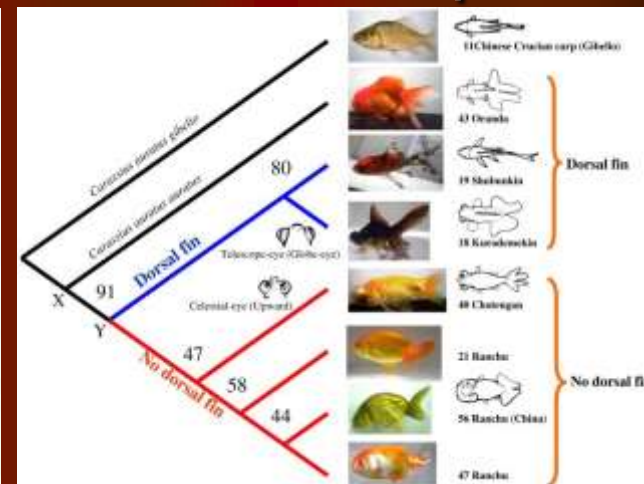 11Chinese Crucian carp (Gibelio)
43 Oranda
Dorsal fin
19 Shubunkin
18 Kurodemekin
40 Chotengan
21 Ranchu
No dorsal fi
56 Ranchu (China)
47 Ranchu
Carassius auratus gibelio
Carassius auratus auratus
80
Dorsal fin
Telescope-eye (Globe-eye)
Celestial-eye (Upward)
X
91
Y
47
No dorsal fin
58
44